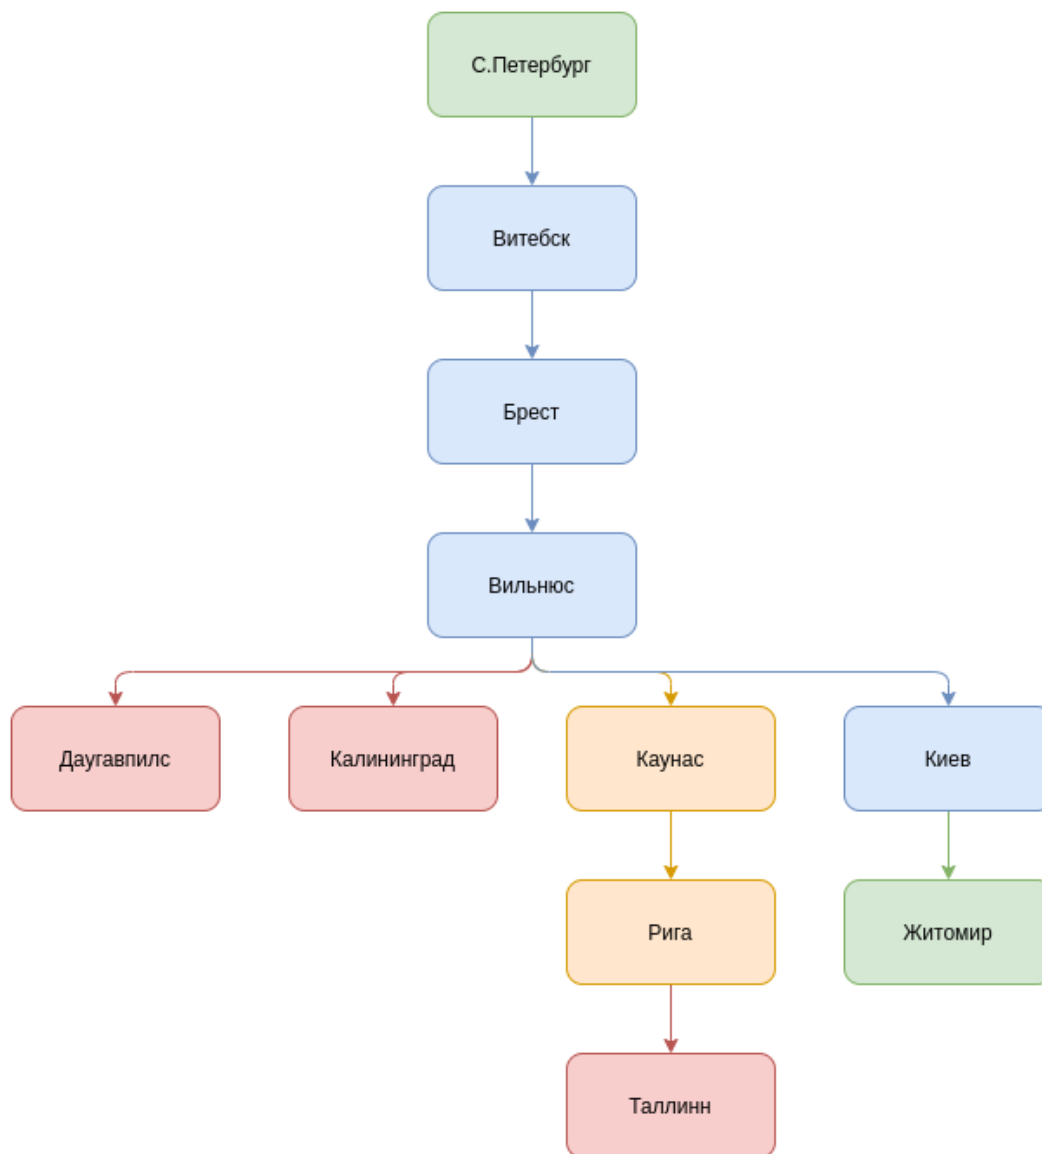 С.Петербург
Витебск
Брест
Вильнюс
Даугавпилс
Калининград
Каунас
Киев
Рига
Житомир
Таллинн